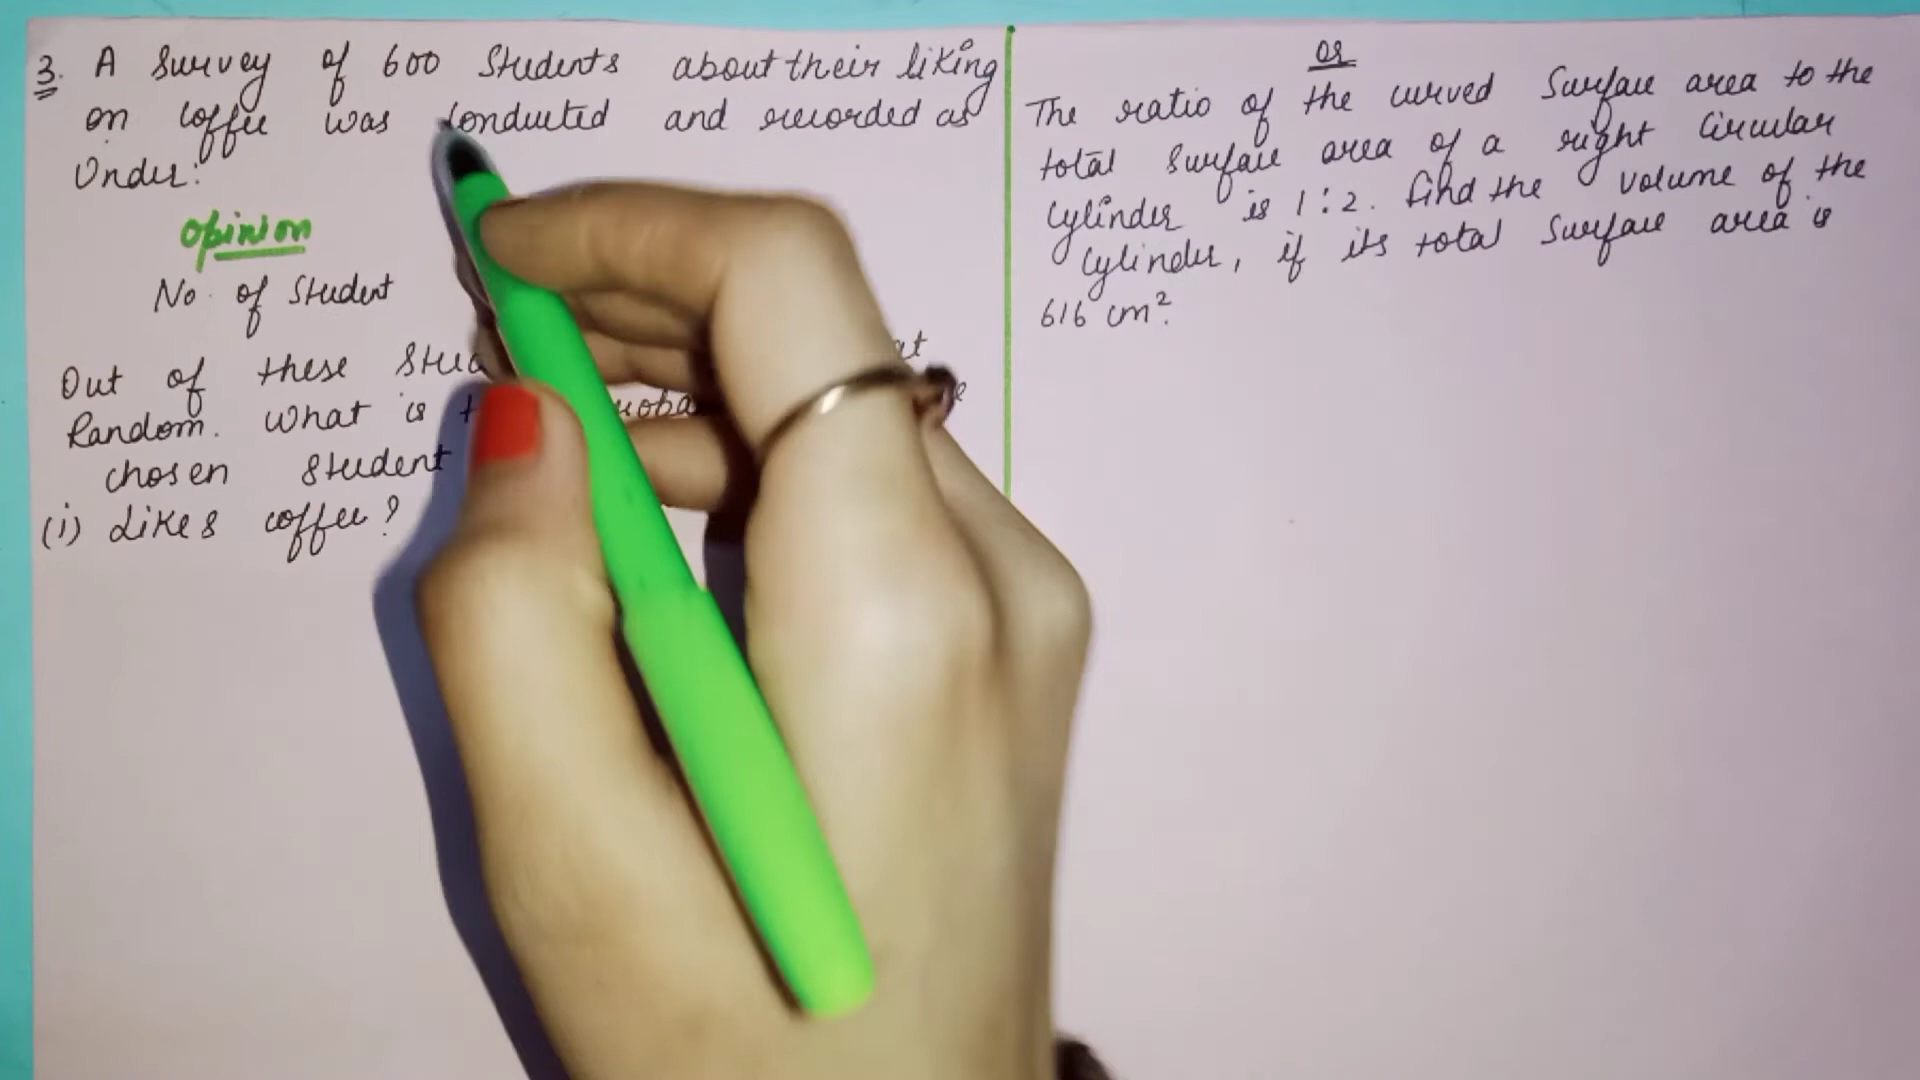 3. A Survey of 600 Students about their liking
on coffee was conducted and recorded as
Under:
Opinion
No. of Student
Out of these
Random. What is
chosen student
(i) Likes coffee?
or
The ratio of the curved Surface area to the
total surface area of a right Circular
cylinder is 1:2. find the volume of the
cylinder, if its total surface area is
616 cm².